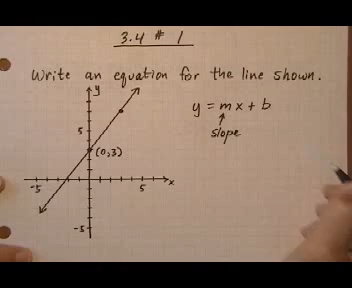 3.4 # 1
Write an equation for the line shown.
y
y = mx + b
5
slope
(0,3)
-5
5
x
-5